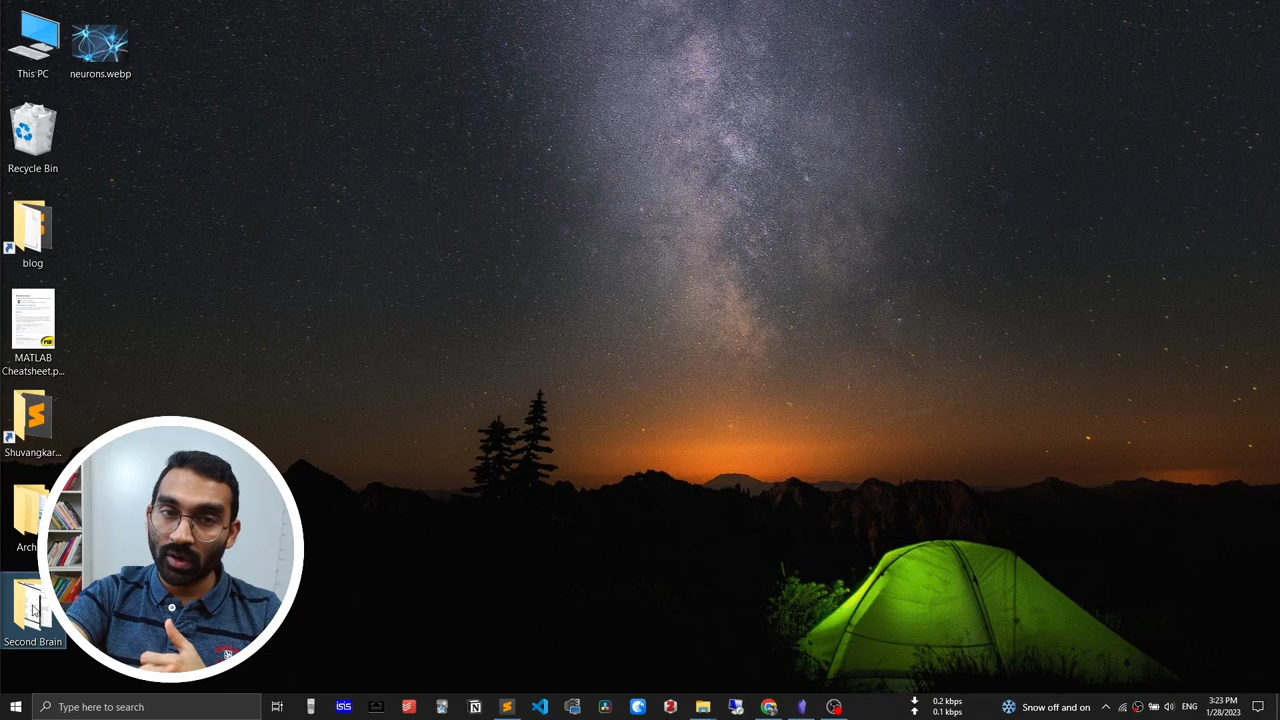 This PC
neurons.webp
Recycle Bin
blog
MATLAB
Cheatsheet.p...
Shuvangkar...
Arch
Second Brain
Type here to search
isis
0.2 kbps
0.1 kbps
Snow off and on
ENG
3:23 PM
1/28/2023